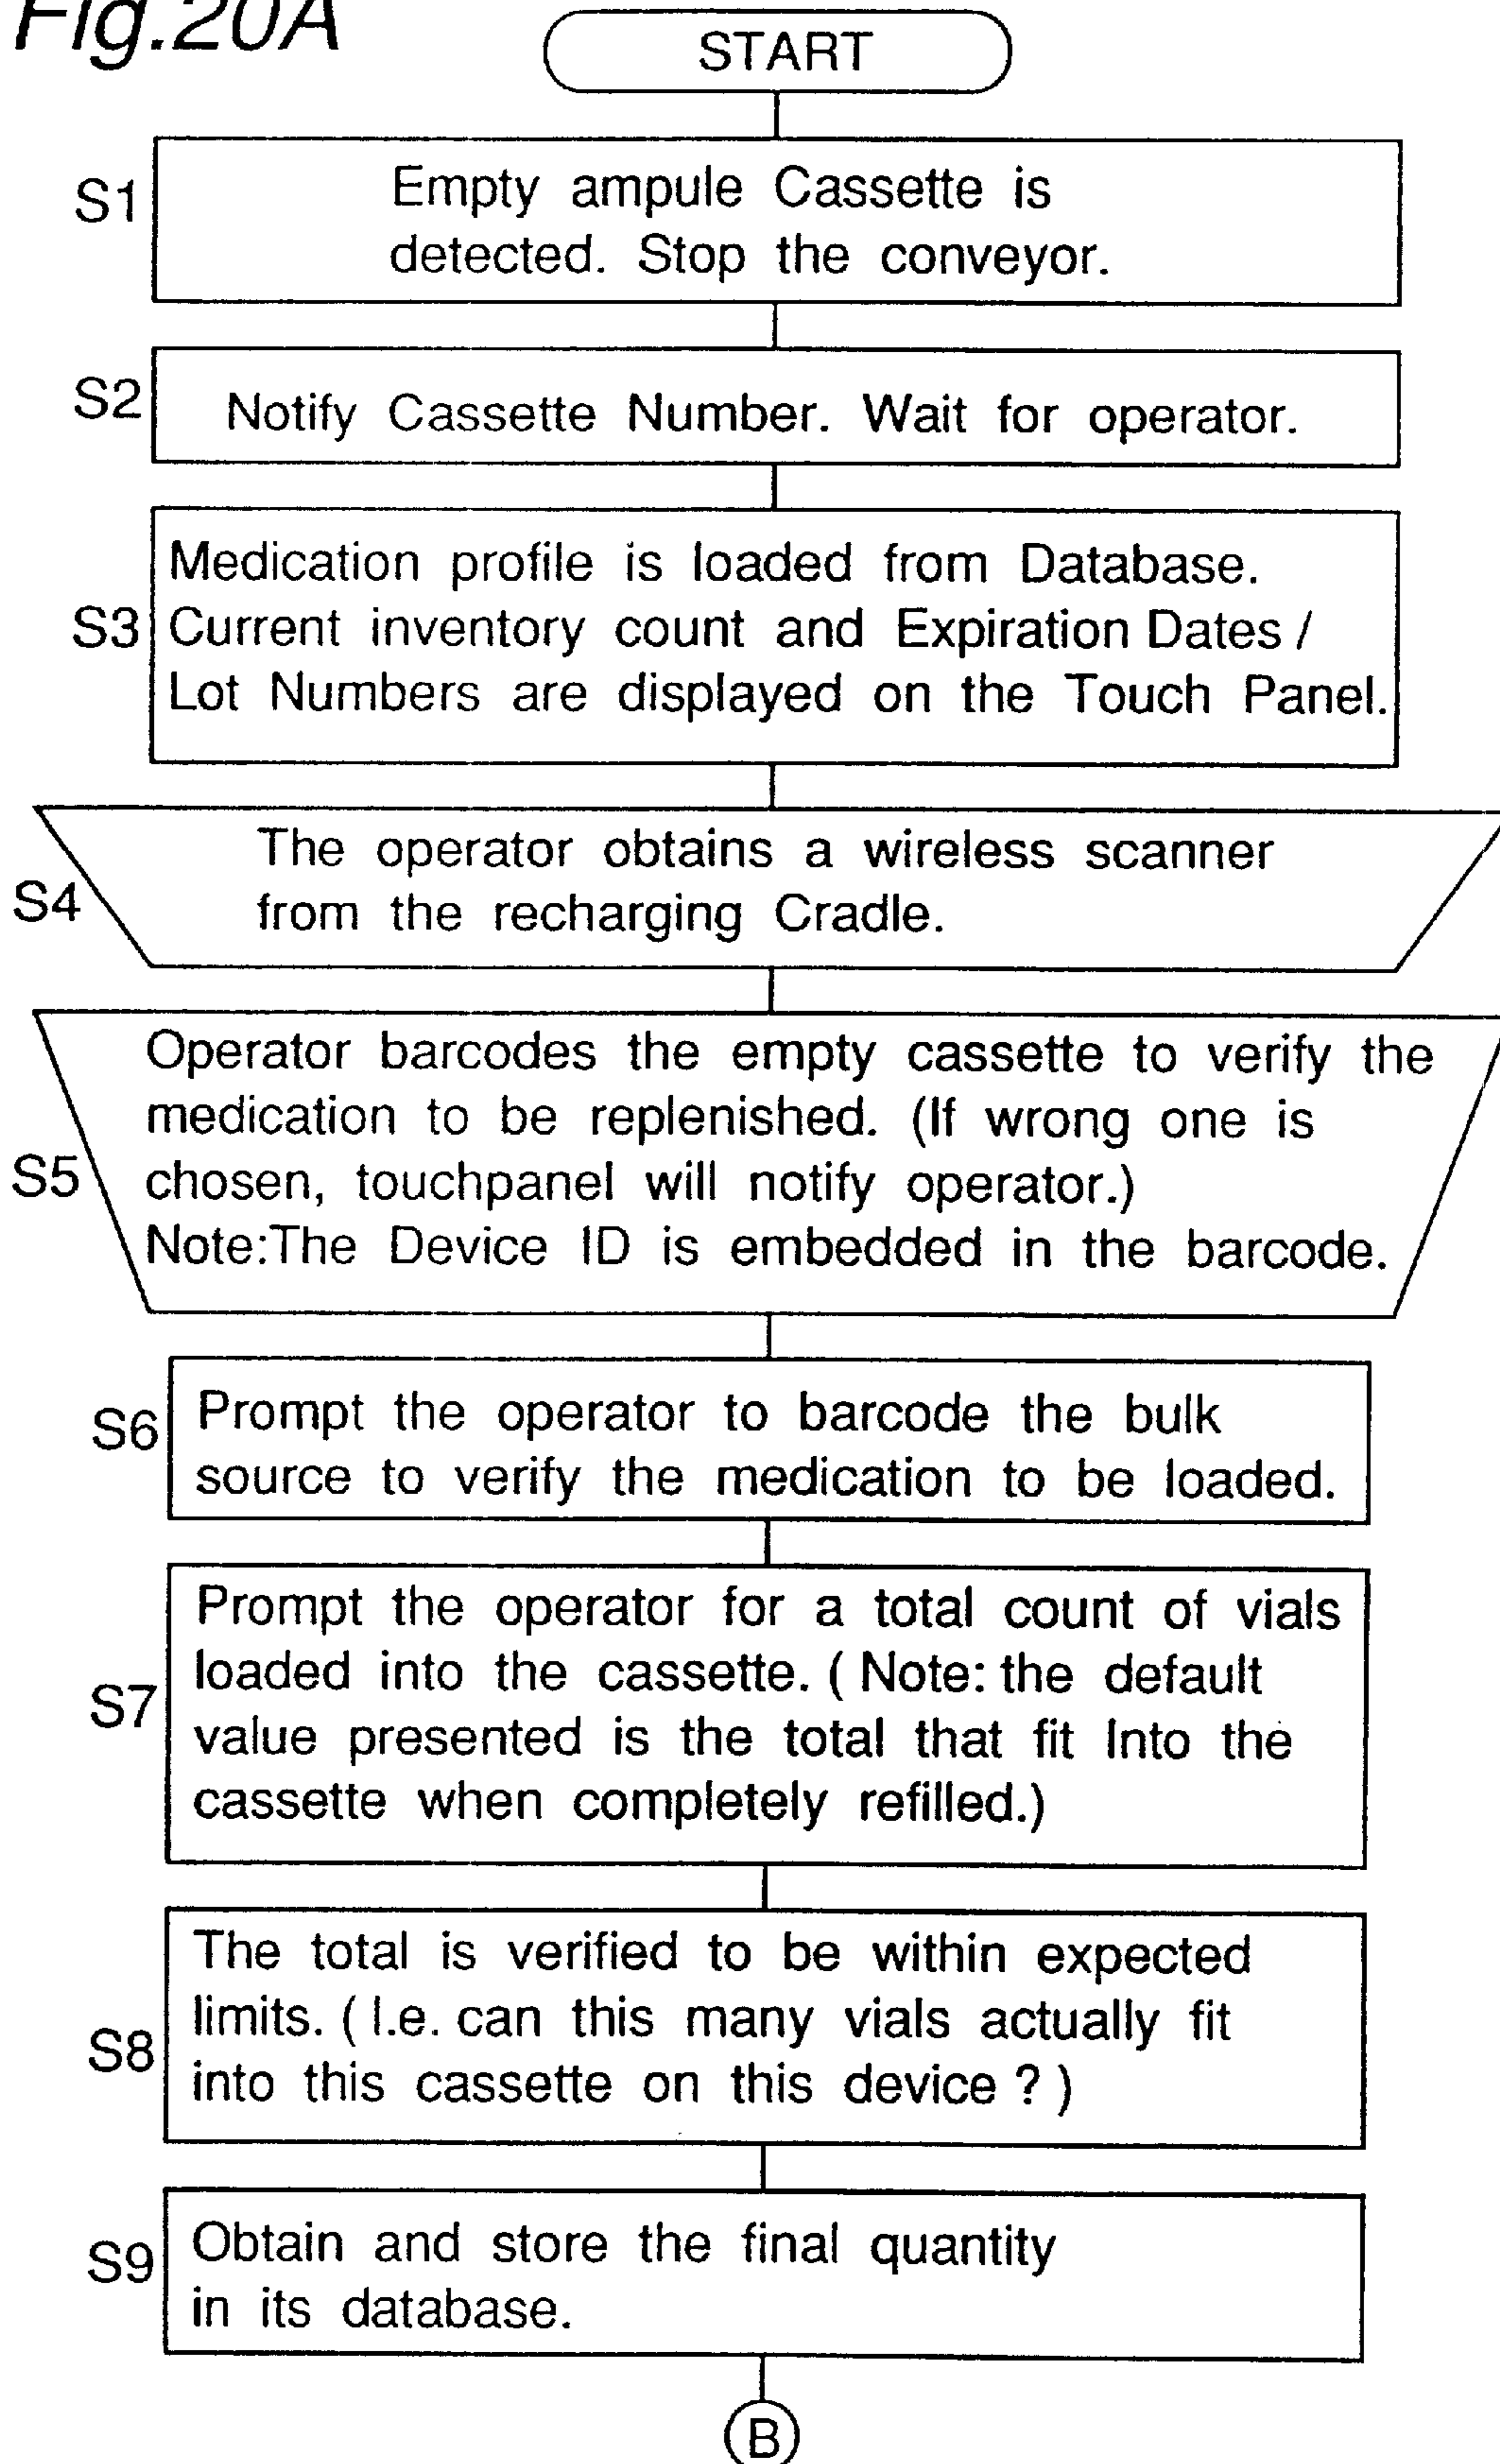 Fig.20A
START
S1
Empty ampule Cassette is
detected. Stop the conveyor.
S2
Notify Cassette Number. Wait for operator.
S3
Medication profile is loaded from Database.
Current inventory count and Expiration Dates /
Lot Numbers are displayed on the Touch Panel.
S4
The operator obtains a wireless scanner
from the recharging Cradle.
S5
Operator barcodes the empty cassette to verify the
medication to be replenished. (If wrong one is
chosen, touchpanel will notify operator.)
Note:The Device ID is embedded in the barcode.
S6
Prompt the operator to barcode the bulk
source to verify the medication to be loaded.
S7
Prompt the operator for a total count of vials
loaded into the cassette. ( Note: the default
value presented is the total that fit Into the
cassette when completely refilled.)
S8
The total is verified to be within expected
limits. ( I.e. can this many vials actually fit
into this cassette on this device ? )
S9
Obtain and store the final quantity
in its database.
B